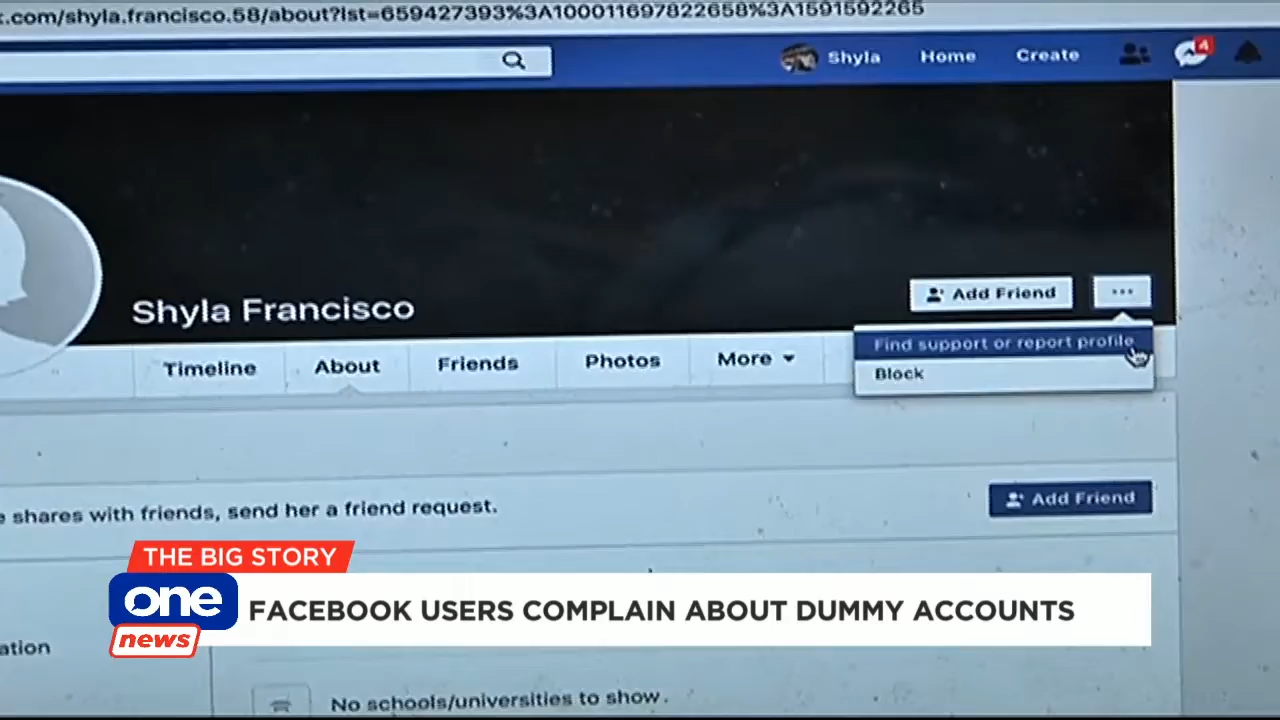 .com/shyla.francisco.58/about?lst=659427393%3A100011697822658%3A1591592265
Shyla Home Create 4
Shyla Francisco
Add Friend ...
Find support or report profile
Block
Timeline About Friends Photos More
shares with friends, send her a friend request.
Add Friend
THE BIG STORY
one
news
FACEBOOK USERS COMPLAIN ABOUT DUMMY ACCOUNTS
ation
No schools/universities to show.